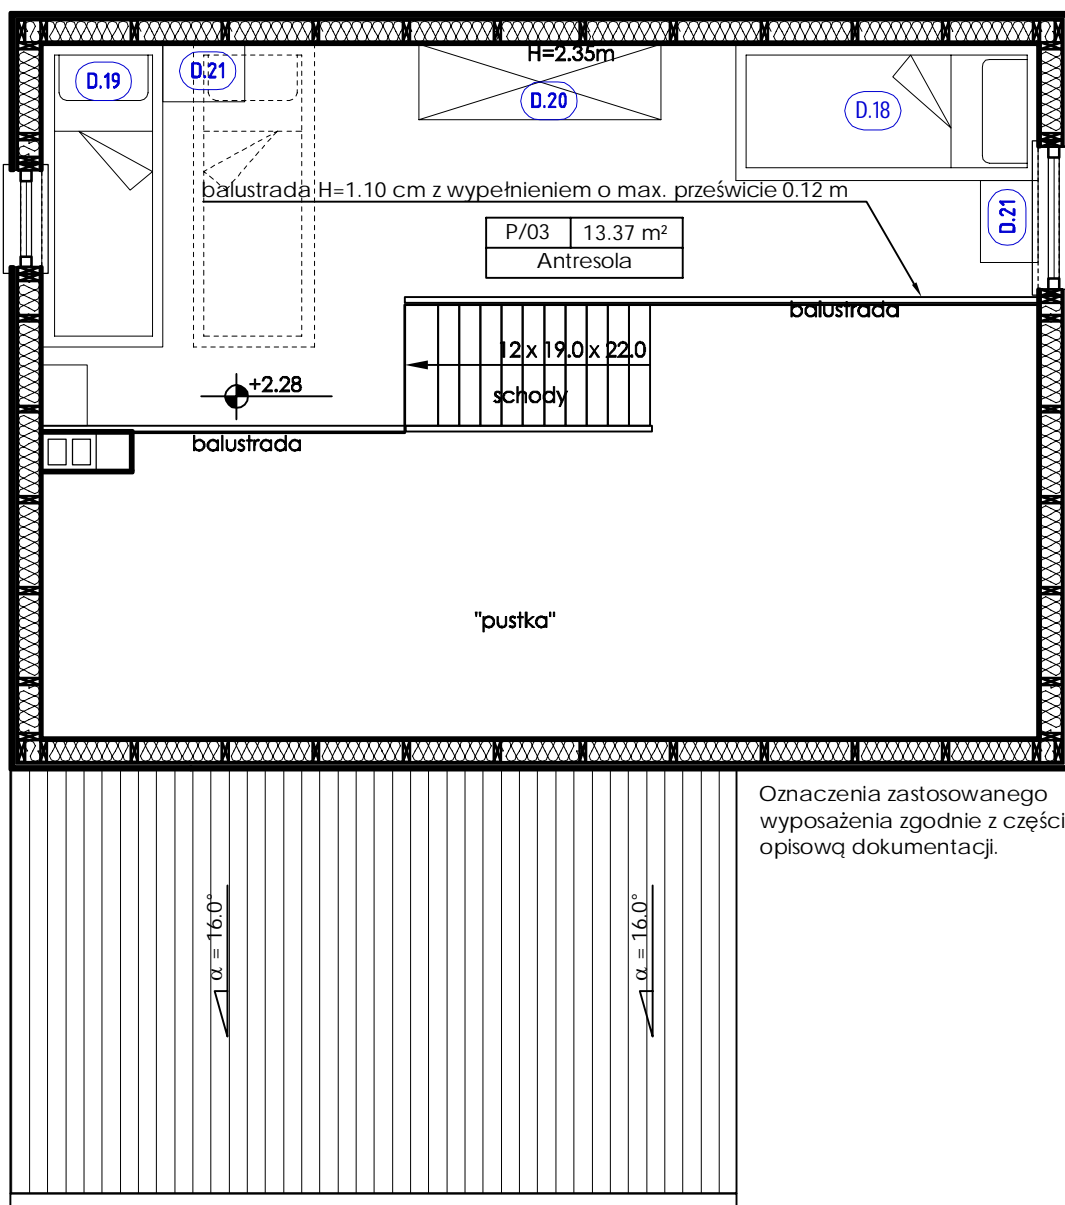 H=2.35m
D.19
D.21
D.20
D.18
balustrada H=1.10 cm z wypełnieniem o max. prześwicie 0.12 m
D.21
P/03 13.37 m²
Antresola
balustrada
12 x 19.0 x 22.0
+2.28
schody
balustrada
"pustka"
Oznaczenia zastosowanego
wyposażenia zgodnie z części
opisową dokumentacji.
α = 16.0°
α = 16.0°